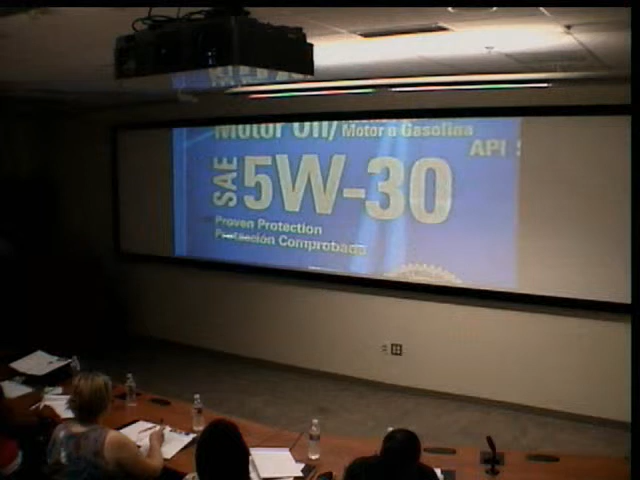 Motor Oil/ Motor a Gasolina
API
SAE
5W-30
Proven Protection
Protección Comprobada